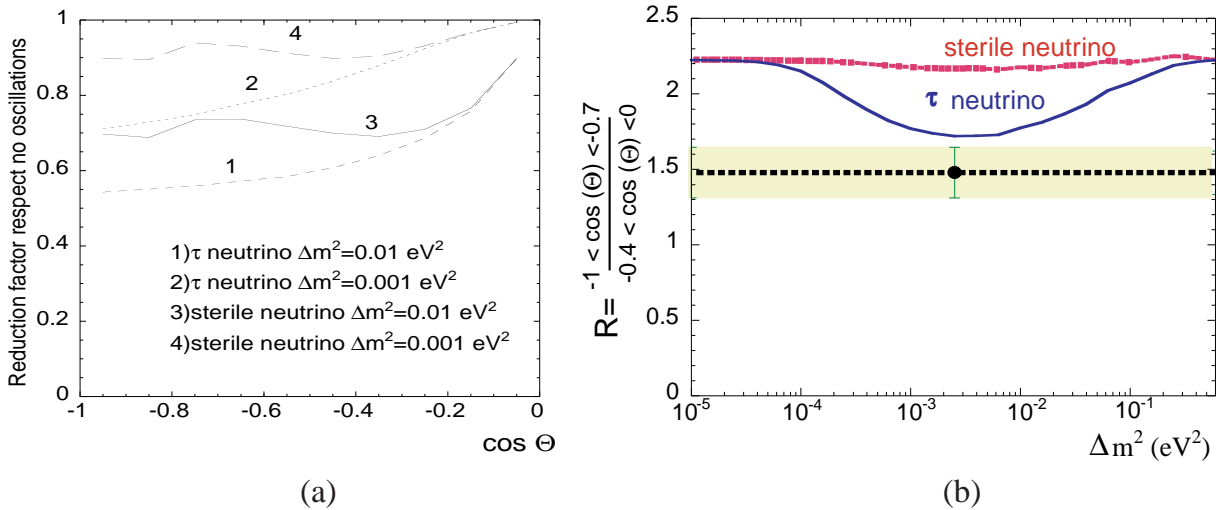 Reduction factor respect no oscillations
1
0.8
0.6
0.4
0.2
0
4
2
3
1
1)τ neutrino Δm²=0.01 eV²
2)τ neutrino Δm²=0.001 eV²
3)sterile neutrino Δm²=0.01 eV²
4)sterile neutrino Δm²=0.001 eV²
-1 -0.8 -0.6 -0.4 -0.2 0
cos Θ
(a)
R= -1 < cos (Θ) <-0.7
-0.4 < cos (Θ) <0
2.5
2
1.5
1
0.5
0
sterile neutrino
τ neutrino
10⁻⁵ 10⁻⁴ 10⁻³ 10⁻² 10⁻¹
Δm² (eV²)
(b)